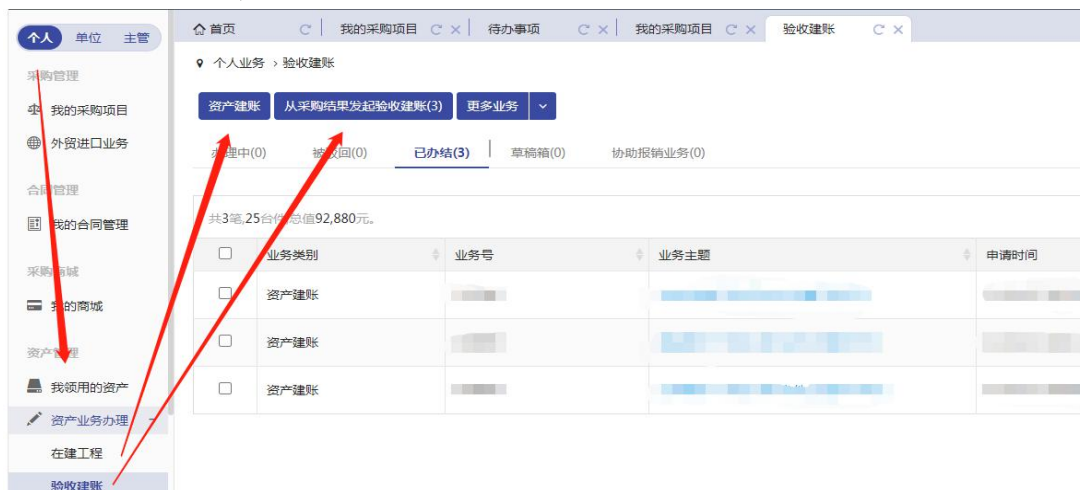 个人 单位 主管
首页 我的采购项目 待办事项 我的采购项目 验收建账
个人业务 › 验收建账
采购管理
我的采购项目
外贸进口业务
合同管理
我的合同管理
采购商城
我的商城
资产管理
我领用的资产
资产业务办理
在建工程
验收建账
资产建账 从采购结果发起验收建账(3) 更多业务
办理中(0) 被驳回(0) 已办结(3) 草稿箱(0) 协助报销业务(0)
共3笔,25台件,总值92,880元。
业务类别 业务号 业务主题 申请时间
资产建账
资产建账
资产建账